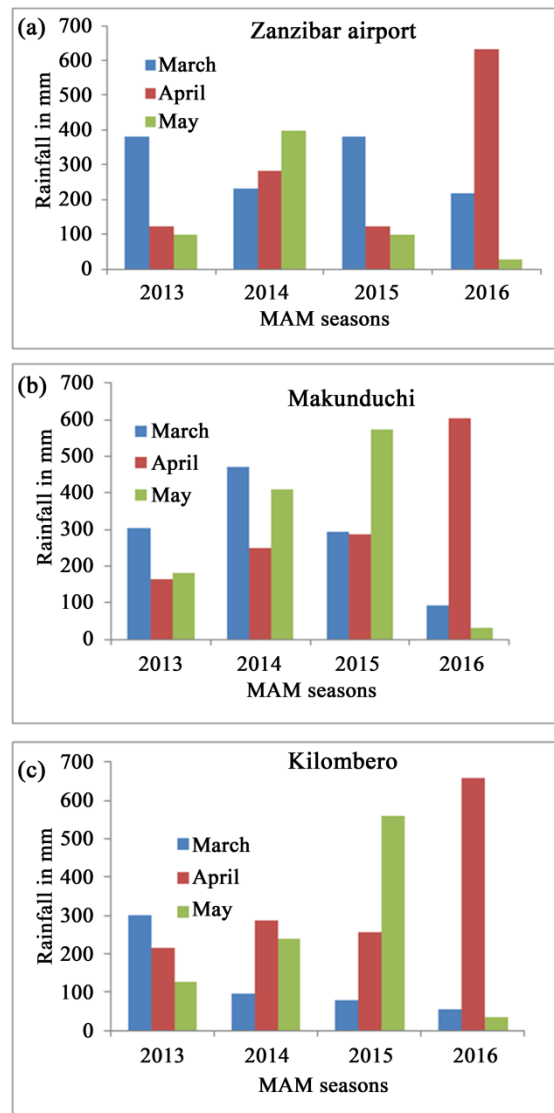 (a)
Zanzibar airport
Rainfall in mm
700
600
500
400
300
200
100
0
March
April
May
2013 2014 2015 2016
MAM seasons
(b)
Makunduchi
Rainfall in mm
700
600
500
400
300
200
100
0
March
April
May
2013 2014 2015 2016
MAM seasons
(c)
Kilombero
Rainfall in mm
700
600
500
400
300
200
100
0
March
April
May
2013 2014 2015 2016
MAM seasons